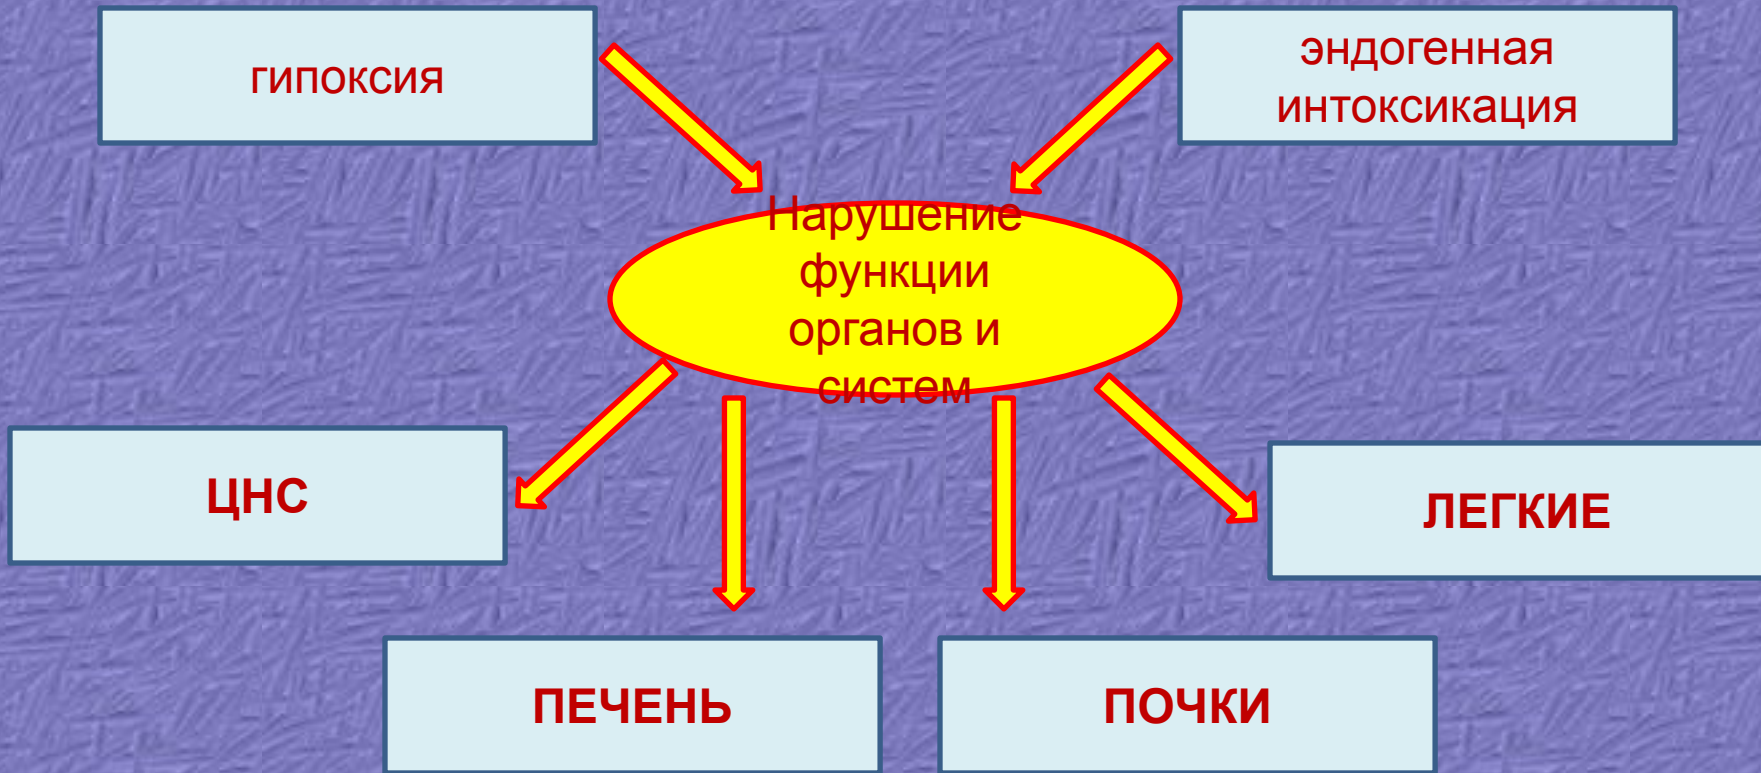 гипоксия
эндогенная
интоксикация
Нарушение
функции
органов и
систем
ЦНС
ЛЕГКИЕ
ПЕЧЕНЬ
ПОЧКИ